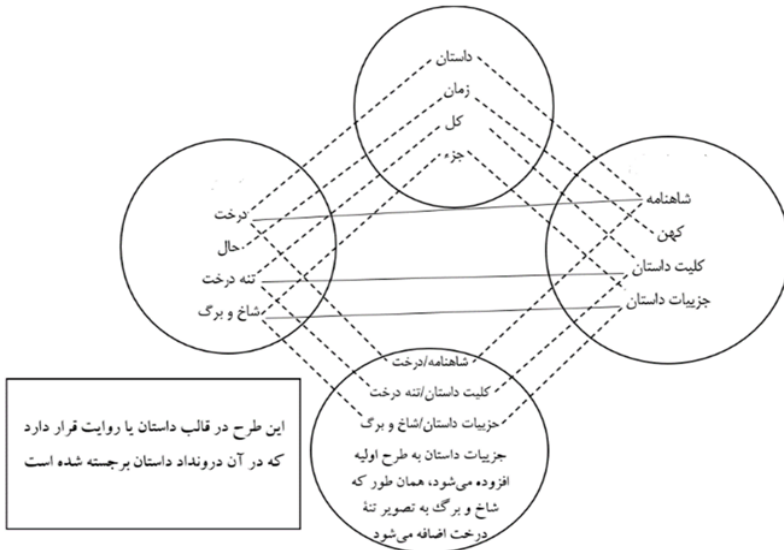 داستان
زمان
کل
جزء
شاهنامه
کهن
کلیت داستان
جزییات داستان
درخت
حال
تنه درخت
شاخ و برگ
شاهنامه/درخت
کلیت داستان/تنه درخت
جزییات داستان/شاخ و برگ
جزییات داستان به طرح اولیه
افزوده می‌شود، همان طور که
شاخ و برگ به تصویر تنهٔ
درخت اضافه می‌شود
این طرح در قالب داستان یا روایت قرار دارد
که در آن درونداد داستان برجسته شده است